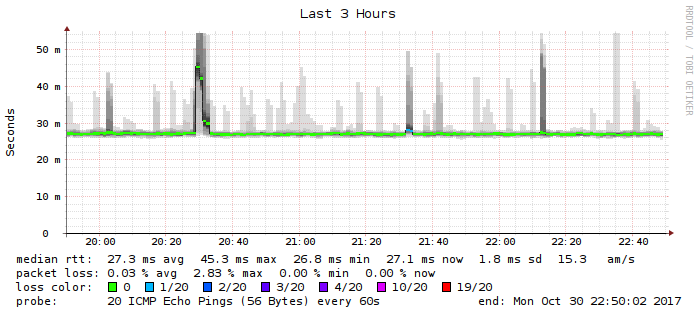 Last 3 Hours
RRDTOOL / TOBI OETIKER
Seconds
50 m
40 m
30 m
20 m
10 m
0
20:00 20:20 20:40 21:00 21:20 21:40 22:00 22:20 22:40
median rtt: 27.3 ms avg 45.3 ms max 26.8 ms min 27.1 ms now 1.8 ms sd 15.3 am/s
packet loss: 0.03 % avg 2.83 % max 0.00 % min 0.00 % now
loss color: 0 1/20 2/20 3/20 4/20 10/20 19/20
probe: 20 ICMP Echo Pings (56 Bytes) every 60s end: Mon Oct 30 22:50:02 2017